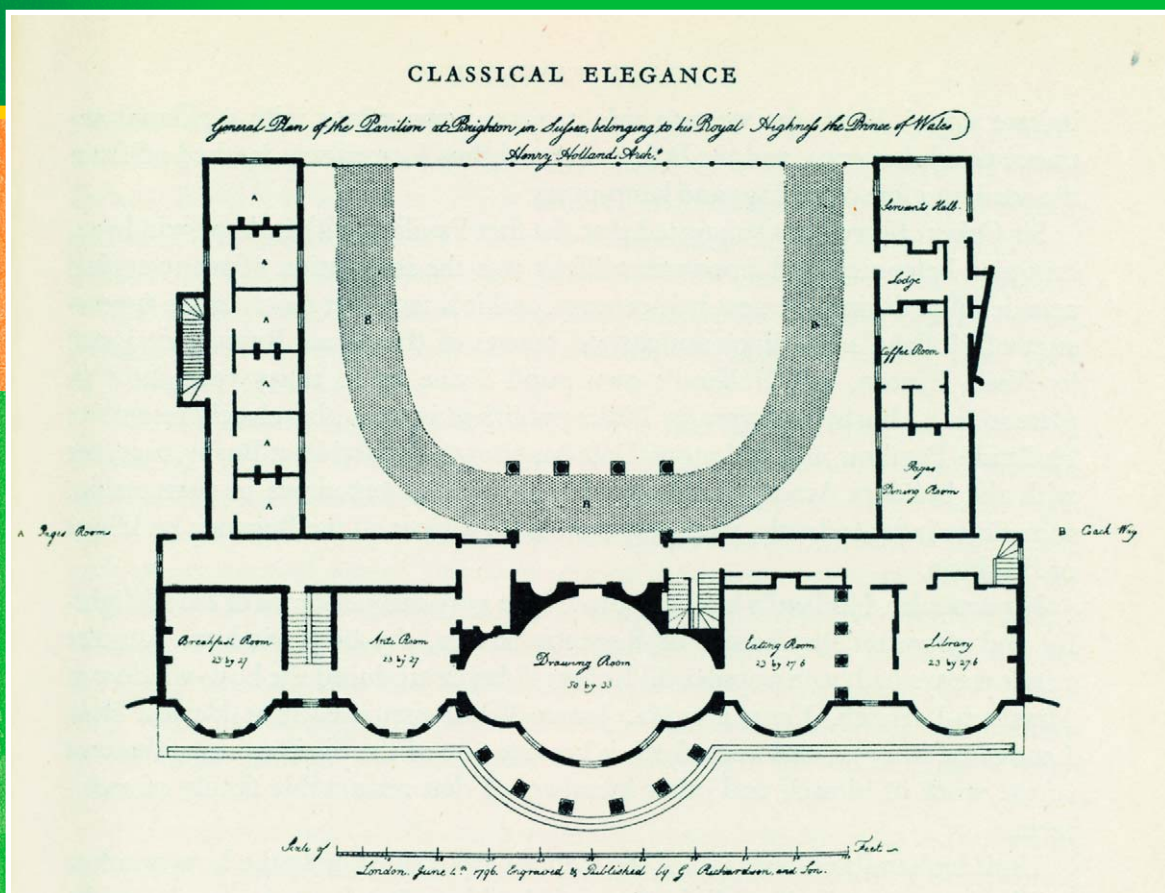 CLASSICAL ELEGANCE
General Plan of the Pavilion at Brighton in Sussex, belonging to his Royal Highness the Prince of Wales
Henry Holland Arch.t
A
A
A
A
A
A
B
B
B
Servants Hall.
Lodge
Coffee Room
Pages
Dining Room
A Pages Rooms
B Coach Way
Breakfast Room
23 by 27
Anti Room
23 by 27
Drawing Room
50 by 33
Eating Room
23 by 27 6
Library
23 by 27 6
Scale of
Feet
London, June 4.th 1796. Engraved & Published by G Richardson, and Son.